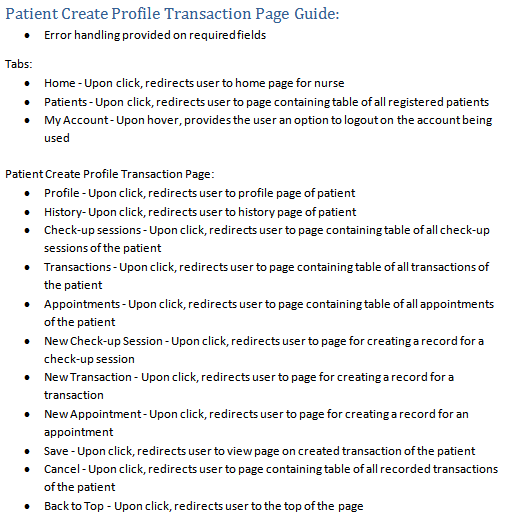 Patient Create Profile Transaction Page Guide:
• Error handling provided on required fields
Tabs:
• Home - Upon click, redirects user to home page for nurse
• Patients - Upon click, redirects user to page containing table of all registered patients
• My Account - Upon hover, provides the user an option to logout on the account being
used
Patient Create Profile Transaction Page:
• Profile - Upon click, redirects user to profile page of patient
• History- Upon click, redirects user to history page of patient
• Check-up sessions - Upon click, redirects user to page containing table of all check-up
sessions of the patient
• Transactions - Upon click, redirects user to page containing table of all transactions of
the patient
• Appointments - Upon click, redirects user to page containing table of all appointments
of the patient
• New Check-up Session - Upon click, redirects user to page for creating a record for a
check-up session
• New Transaction - Upon click, redirects user to page for creating a record for a
transaction
• New Appointment - Upon click, redirects user to page for creating a record for an
appointment
• Save - Upon click, redirects user to view page on created transaction of the patient
• Cancel - Upon click, redirects user to page containing table of all recorded transactions
of the patient
• Back to Top - Upon click, redirects user to the top of the page